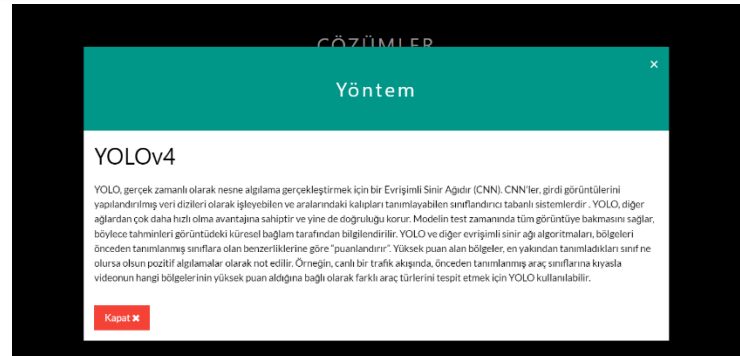 ÇÖZÜMLER
×
Yöntem
YOLOv4
YOLO, gerçek zamanlı olarak nesne algılama gerçekleştirmek için bir Evrişimli Sinir Ağıdır (CNN). CNN'ler, girdi görüntülerini
yapılandırılmış veri dizileri olarak işleyebilen ve aralarındaki kalıpları tanımlayabilen sınıflandırıcı tabanlı sistemlerdir . YOLO, diğer
ağlardan çok daha hızlı olma avantajına sahiptir ve yine de doğruluğu korur. Modelin test zamanında tüm görüntüye bakmasını sağlar,
böylece tahminleri görüntüdeki küresel bağlam tarafından bilgilendirilir. YOLO ve diğer evrişimli sinir ağı algoritmaları, bölgeleri
önceden tanımlanmış sınıflara olan benzerliklerine göre "puanlandırır". Yüksek puan alan bölgeler, en yakından tanımladıkları sınıf ne
olursa olsun pozitif algılamalar olarak not edilir. Örneğin, canlı bir trafik akışında, önceden tanımlanmış araç sınıflarına kıyasla
videonun hangi bölgelerinin yüksek puan aldığına bağlı olarak farklı araç türlerini tespit etmek için YOLO kullanılabilir.
Kapat ×